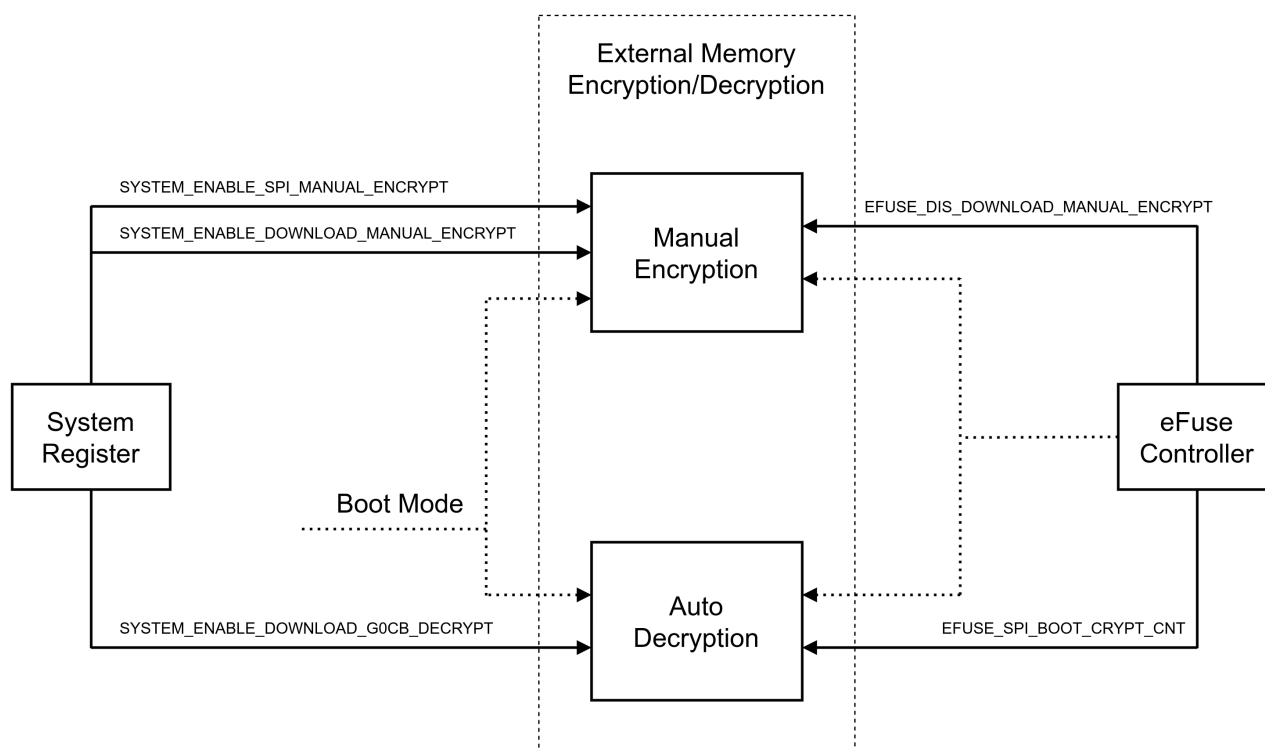 External Memory
Encryption/Decryption
SYSTEM_ENABLE_SPI_MANUAL_ENCRYPT
EFUSE_DIS_DOWNLOAD_MANUAL_ENCRYPT
SYSTEM_ENABLE_DOWNLOAD_MANUAL_ENCRYPT
Manual
Encryption
System
Register
eFuse
Controller
Boot Mode
Auto
Decryption
SYSTEM_ENABLE_DOWNLOAD_G0CB_DECRYPT
EFUSE_SPI_BOOT_CRYPT_CNT